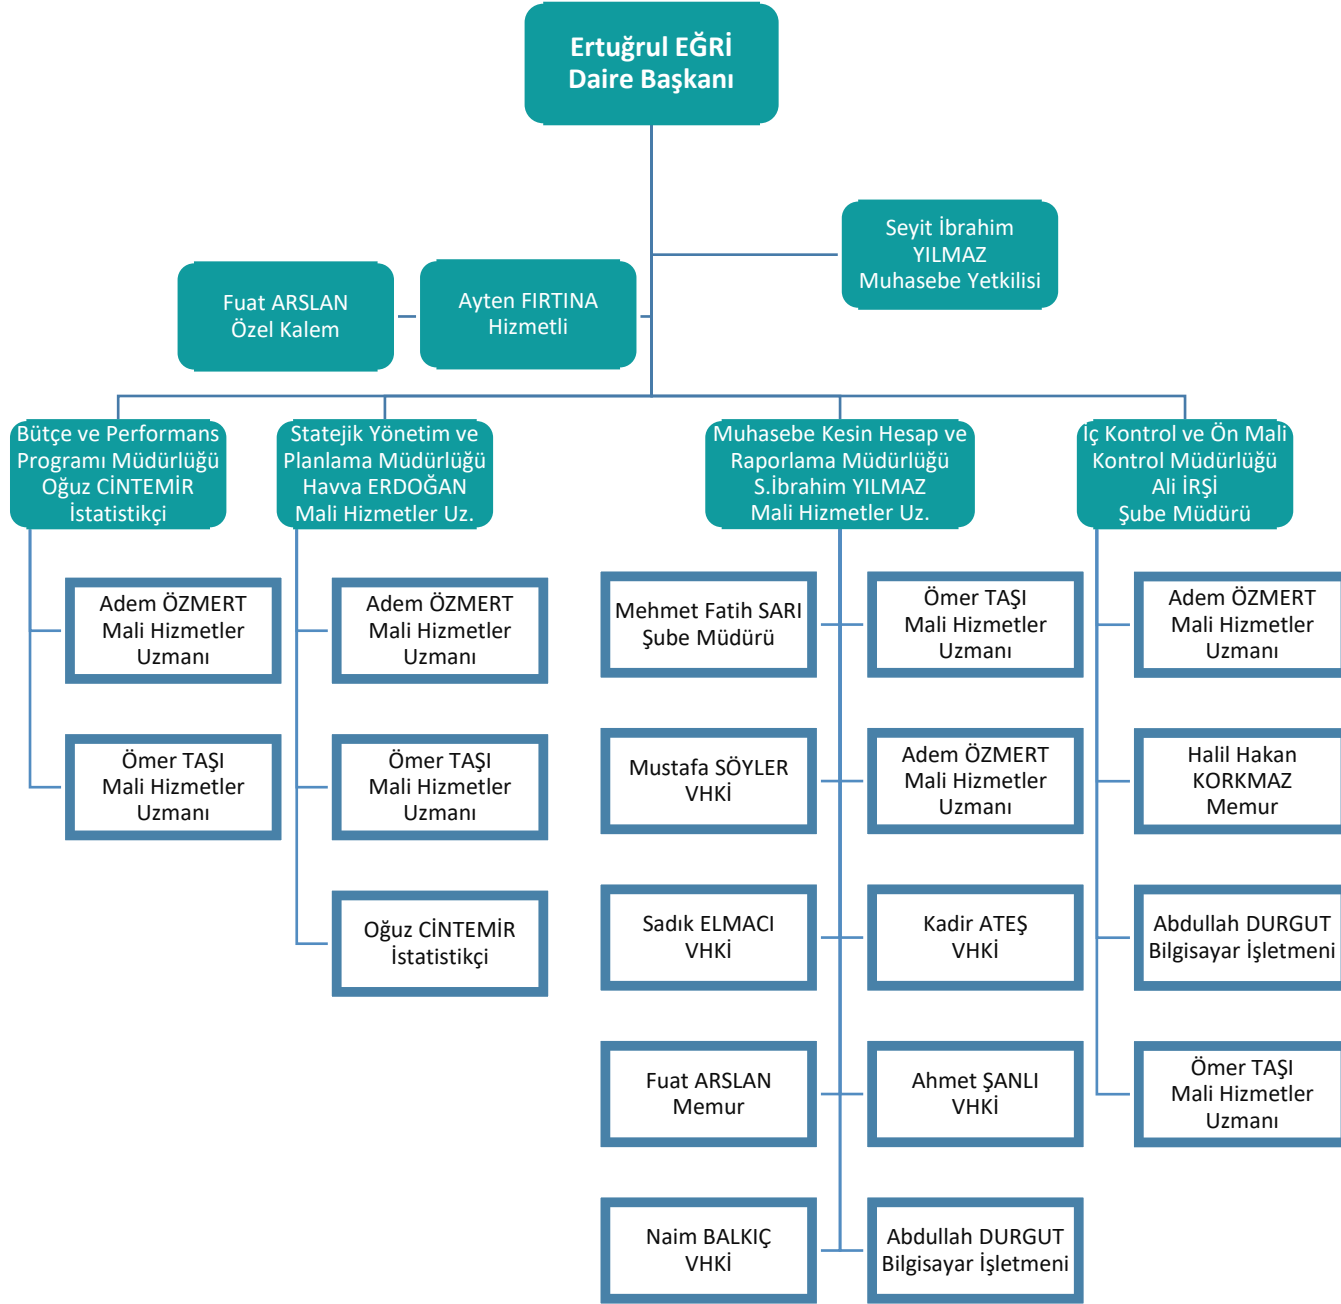 Ertuğrul EĞRİ
Daire Başkanı
Seyit İbrahim
YILMAZ
Muhasebe Yetkilisi
Fuat ARSLAN
Özel Kalem
Ayten FIRTINA
Hizmetli
Bütçe ve Performans
Programı Müdürlüğü
Oğuz CİNTEMİR
İstatistikçi
Statejik Yönetim ve
Planlama Müdürlüğü
Havva ERDOĞAN
Mali Hizmetler Uz.
Muhasebe Kesin Hesap ve
Raporlama Müdürlüğü
S.İbrahim YILMAZ
Mali Hizmetler Uz.
İç Kontrol ve Ön Mali
Kontrol Müdürlüğü
Ali İRŞİ
Şube Müdürü
Adem ÖZMERT
Mali Hizmetler
Uzmanı
Ömer TAŞI
Mali Hizmetler
Uzmanı
Adem ÖZMERT
Mali Hizmetler
Uzmanı
Ömer TAŞI
Mali Hizmetler
Uzmanı
Oğuz CİNTEMİR
İstatistikçi
Mehmet Fatih SARI
Şube Müdürü
Ömer TAŞI
Mali Hizmetler
Uzmanı
Mustafa SÖYLER
VHKİ
Adem ÖZMERT
Mali Hizmetler
Uzmanı
Sadık ELMACI
VHKİ
Kadir ATEŞ
VHKİ
Fuat ARSLAN
Memur
Ahmet ŞANLI
VHKİ
Naim BALKIÇ
VHKİ
Abdullah DURGUT
Bilgisayar İşletmeni
Adem ÖZMERT
Mali Hizmetler
Uzmanı
Halil Hakan
KORKMAZ
Memur
Abdullah DURGUT
Bilgisayar İşletmeni
Ömer TAŞI
Mali Hizmetler
Uzmanı